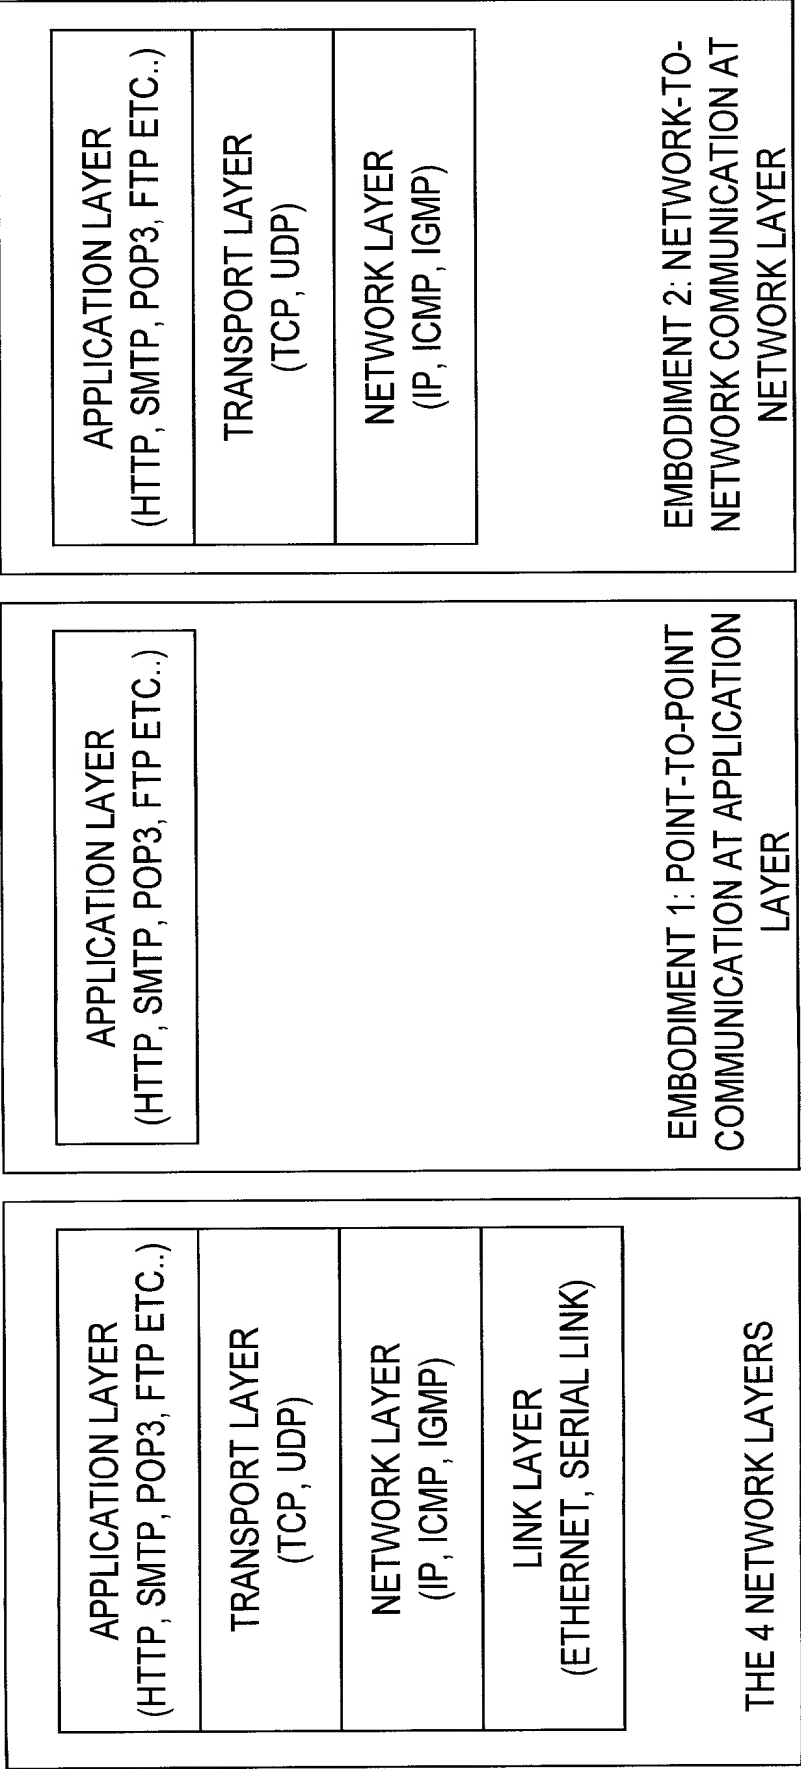 APPLICATION LAYER
(HTTP, SMTP, POP3, FTP ETC..)
TRANSPORT LAYER
(TCP, UDP)
NETWORK LAYER
(IP, ICMP, IGMP)
LINK LAYER
(ETHERNET, SERIAL LINK)
THE 4 NETWORK LAYERS
APPLICATION LAYER
(HTTP, SMTP, POP3, FTP ETC..)
EMBODIMENT 1: POINT-TO-POINT
COMMUNICATION AT APPLICATION
LAYER
APPLICATION LAYER
(HTTP, SMTP, POP3, FTP ETC..)
TRANSPORT LAYER
(TCP, UDP)
NETWORK LAYER
(IP, ICMP, IGMP)
EMBODIMENT 2: NETWORK-TO-
NETWORK COMMUNICATION AT
NETWORK LAYER